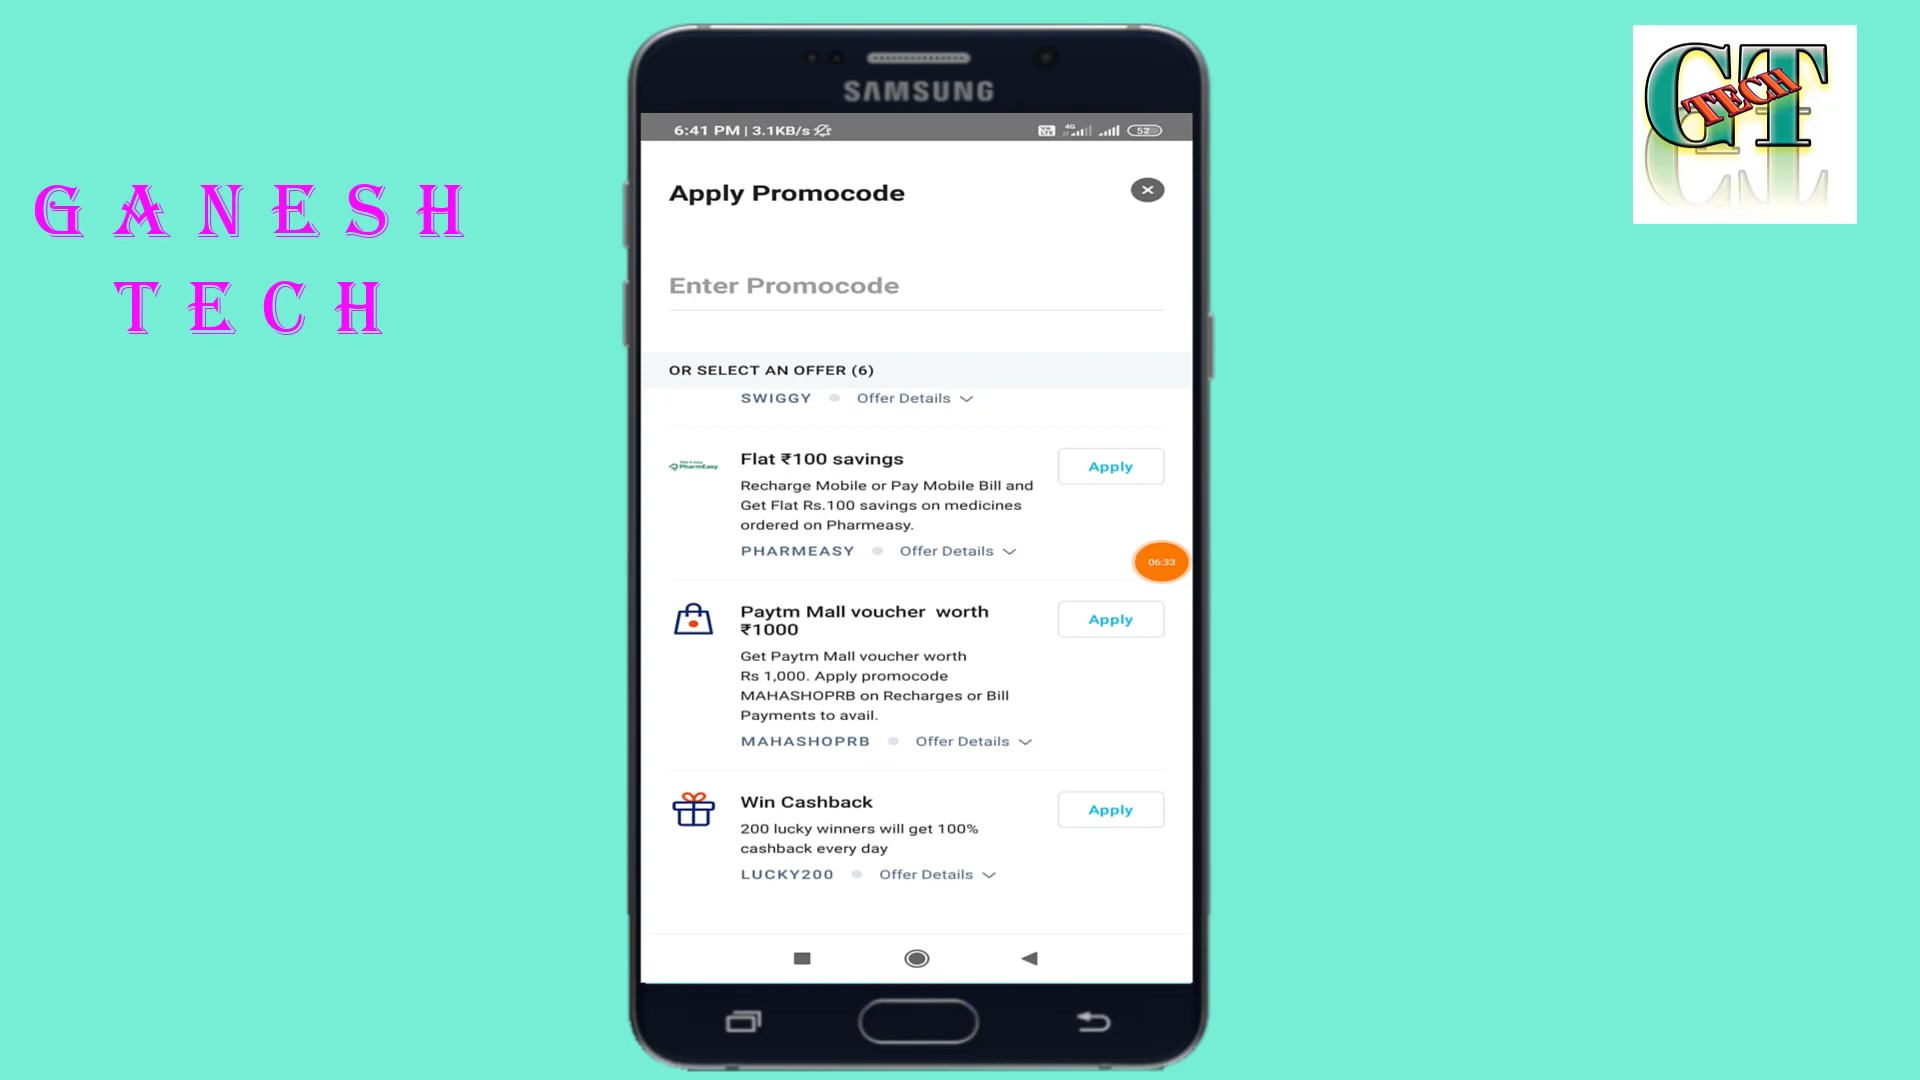 GANESH
TECH
GT
TECH
SAMSUNG
6:41 PM | 3.1KB/s
4G
52
Apply Promocode
Enter Promocode
OR SELECT AN OFFER (6)
SWIGGY Offer Details
PharmEasy
Flat ₹100 savings
Apply
Recharge Mobile or Pay Mobile Bill and
Get Flat Rs.100 savings on medicines
ordered on Pharmeasy.
PHARMEASY Offer Details
06:33
Paytm Mall voucher worth
₹1000
Apply
Get Paytm Mall voucher worth
Rs 1,000. Apply promocode
MAHASHOPRB on Recharges or Bill
Payments to avail.
MAHASHOPRB Offer Details
Win Cashback
Apply
200 lucky winners will get 100%
cashback every day
LUCKY200 Offer Details